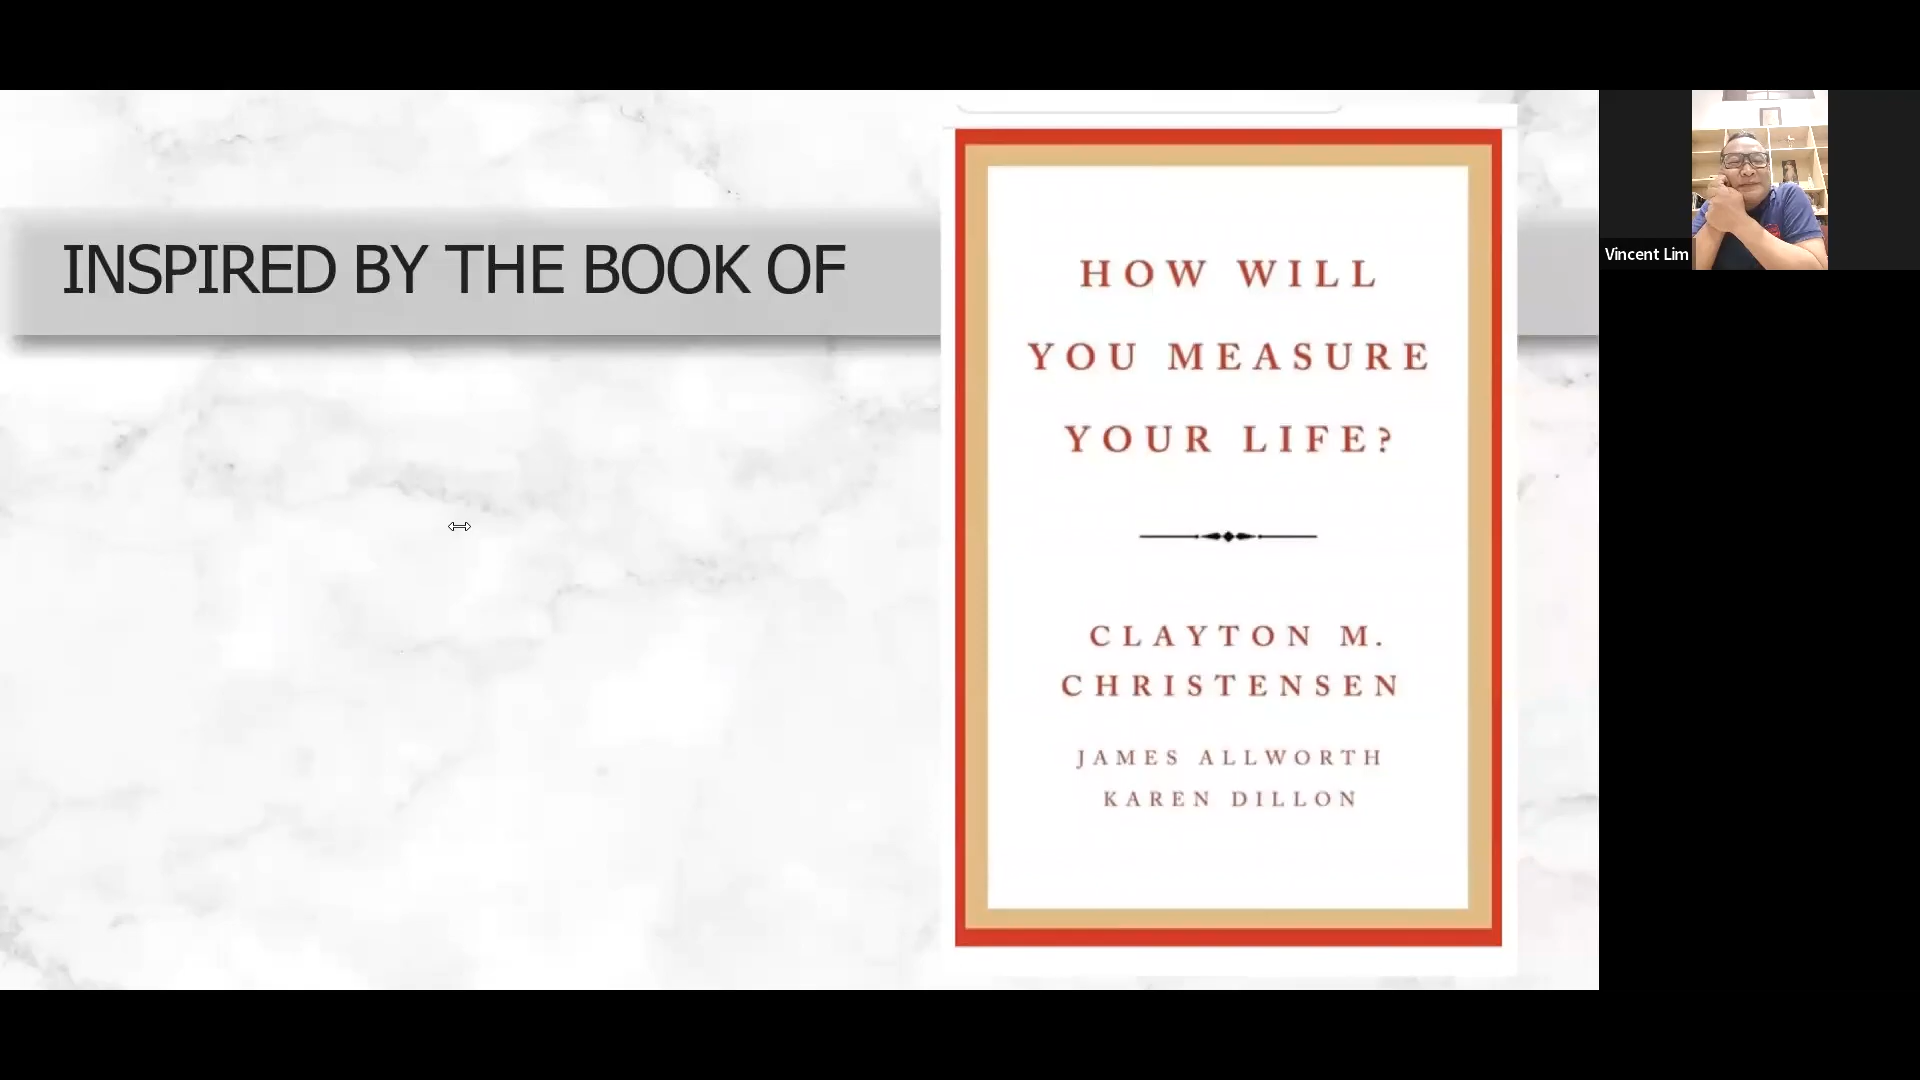 INSPIRED BY THE BOOK OF
HOW WILL
YOU MEASURE
YOUR LIFE?
CLAYTON M.
CHRISTENSEN
JAMES ALLWORTH
KAREN DILLON
Vincent Lim